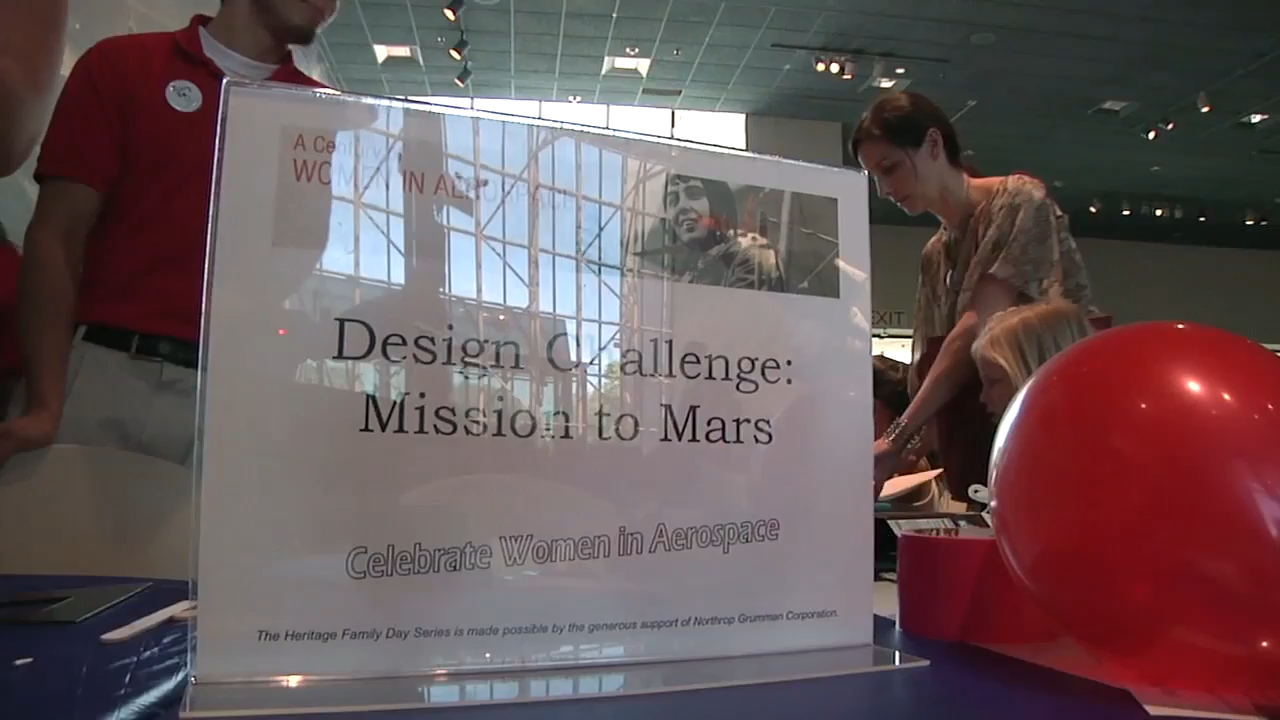 A Century
WOMEN IN AEROSPACE
Design Challenge:
Mission to Mars
Celebrate Women in Aerospace
The Heritage Family Day Series is made possible by the generous support of Northrop Grumman Corporation.
EXIT